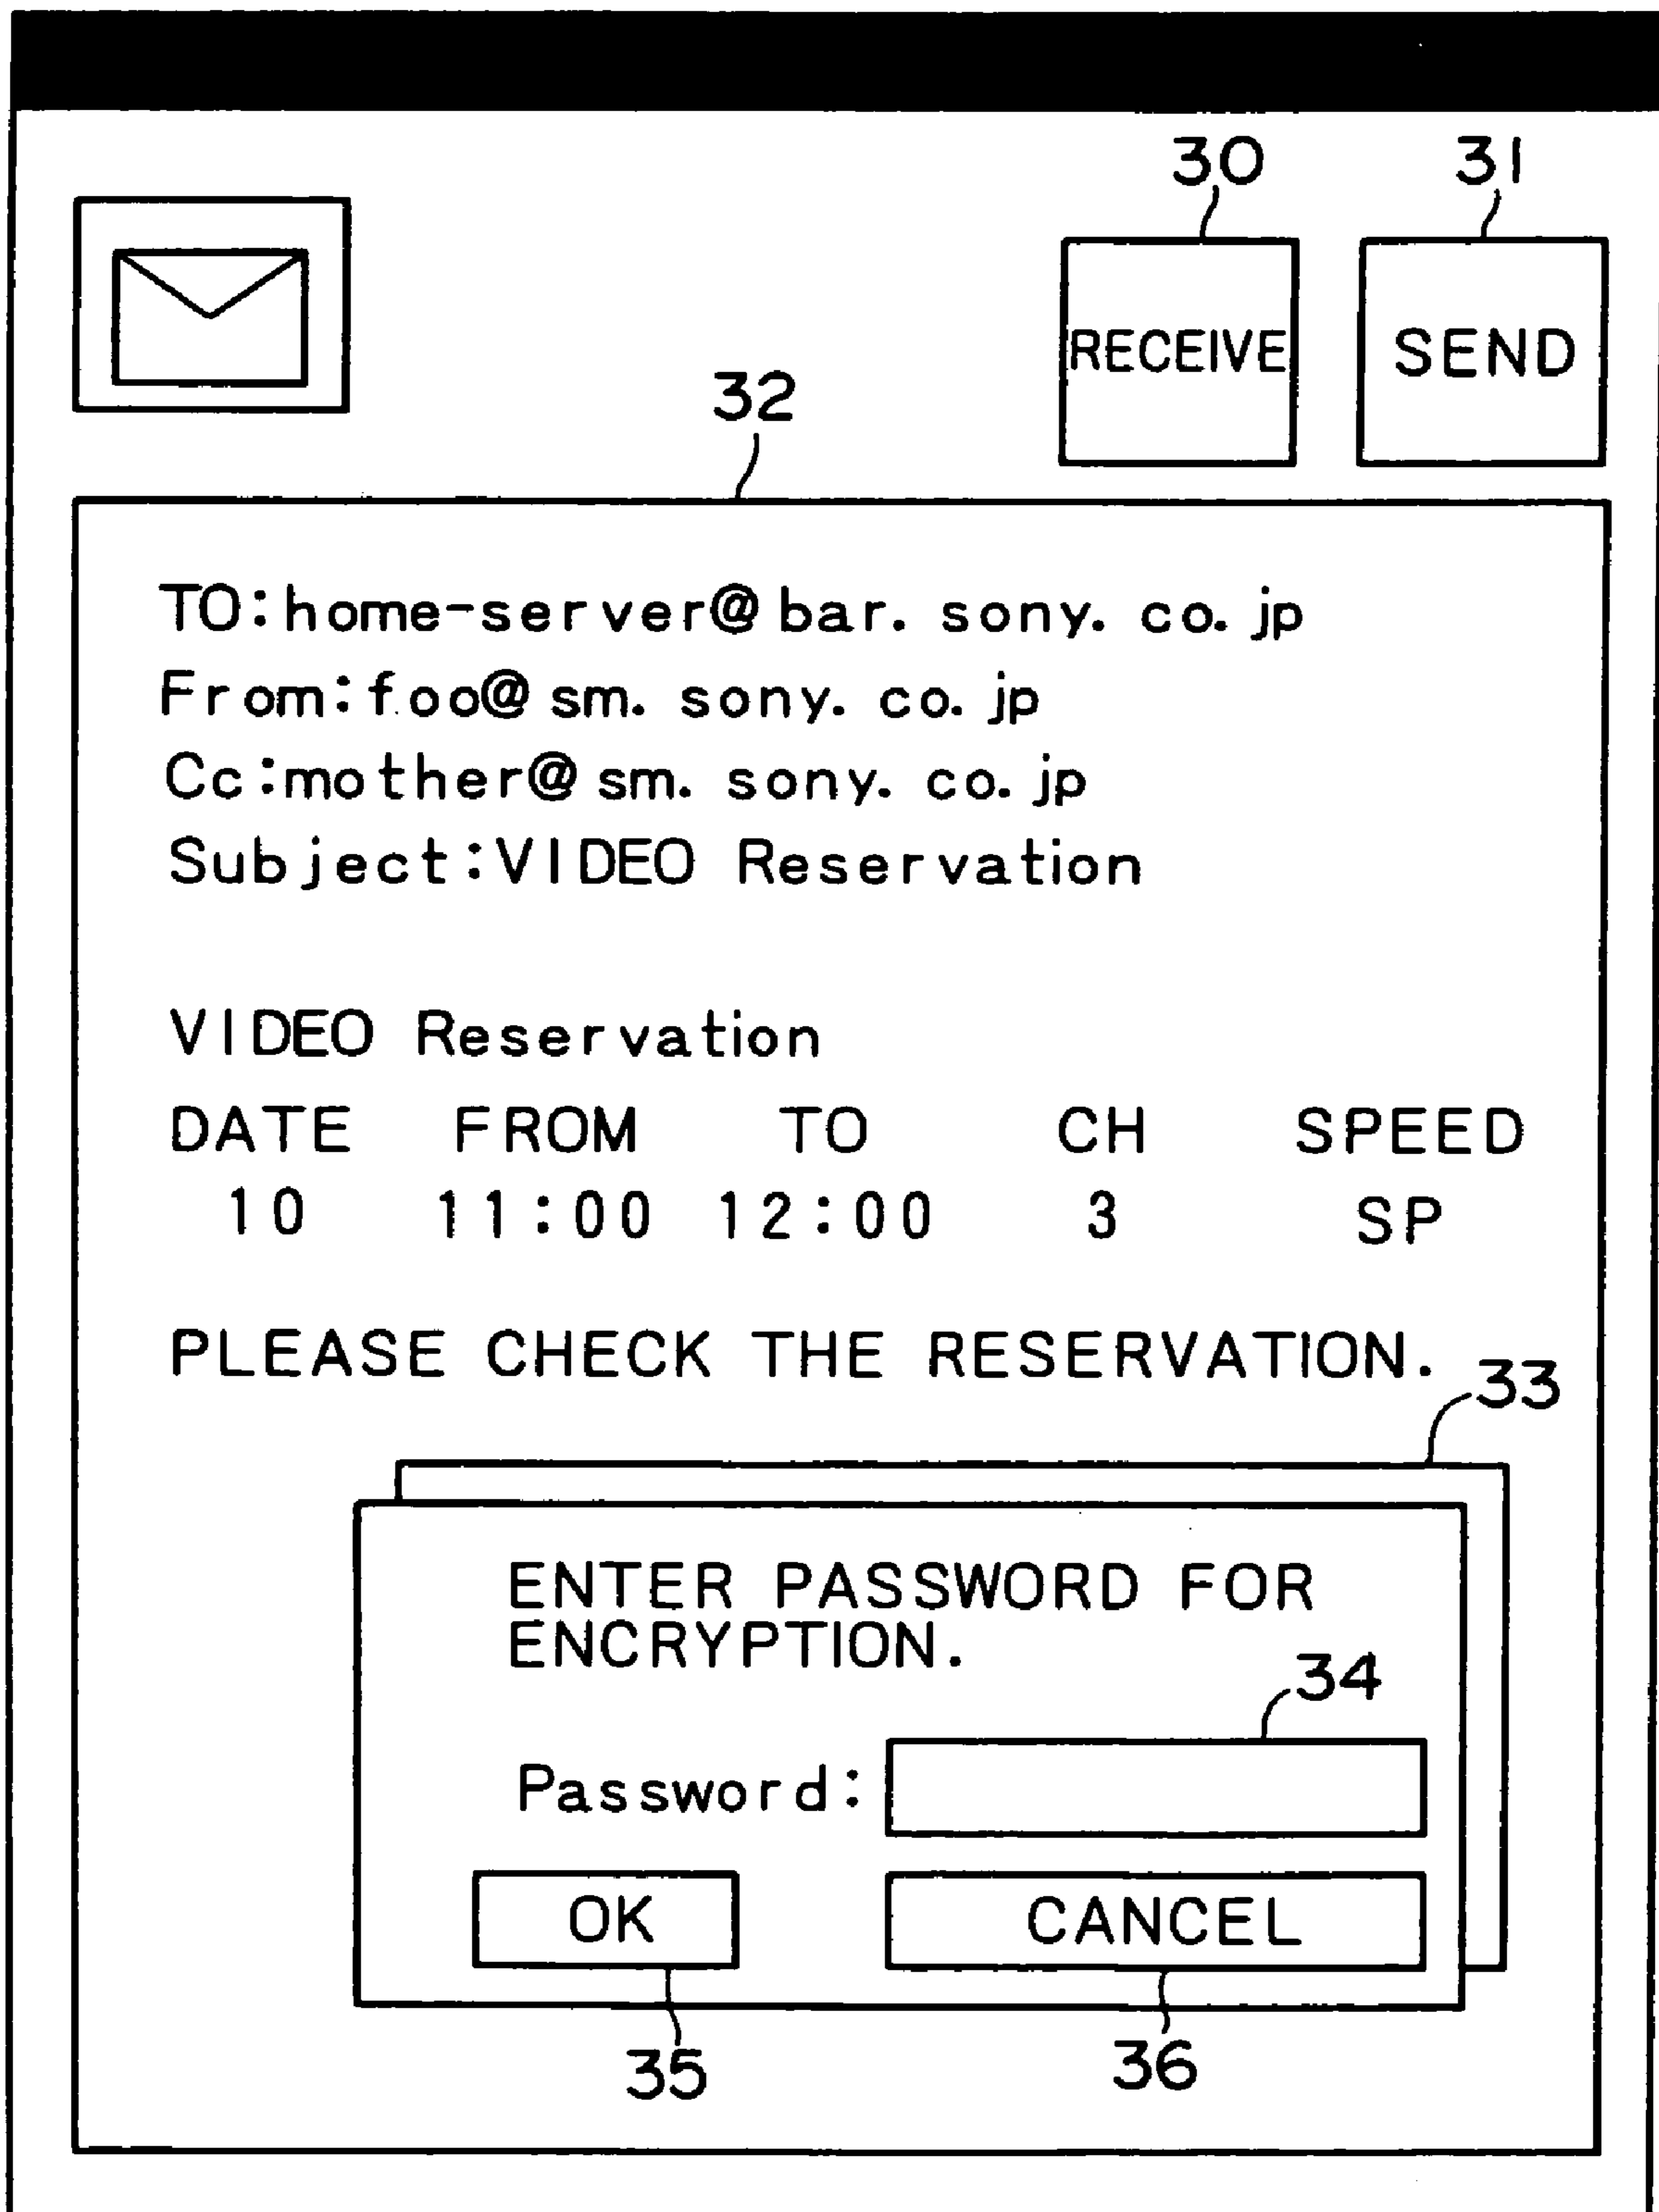 30 31
RECEIVE SEND
32
TO:home-server@bar.sony.co.jp
From:foo@sm.sony.co.jp
Cc:mother@sm.sony.co.jp
Subject:VIDEO Reservation
VIDEO Reservation
DATE FROM TO CH SPEED
10 11:00 12:00 3 SP
PLEASE CHECK THE RESERVATION.
33
ENTER PASSWORD FOR
ENCRYPTION.
34
Password:
OK CANCEL
35 36